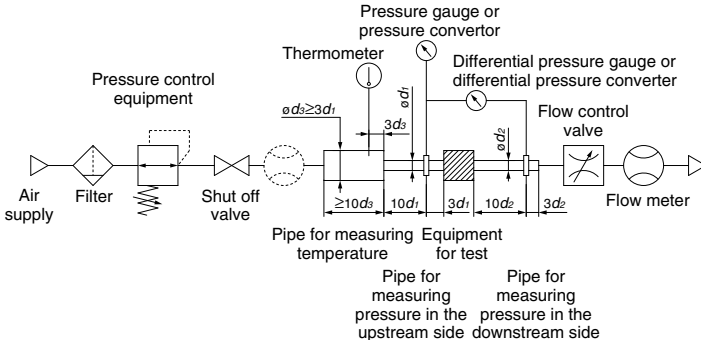 Pressure gauge or
pressure convertor
Thermometer
Differential pressure gauge or
differential pressure converter
Pressure control
equipment
ød3≥3d1
ød1
3d3
ød2
Flow control
valve
Air
supply
Filter
Shut off
valve
≥10d3
10d1
3d1
10d2
3d2
Flow meter
Pipe for measuring
temperature
Equipment
for test
Pipe for
measuring
pressure in the
upstream side
Pipe for
measuring
pressure in the
downstream side